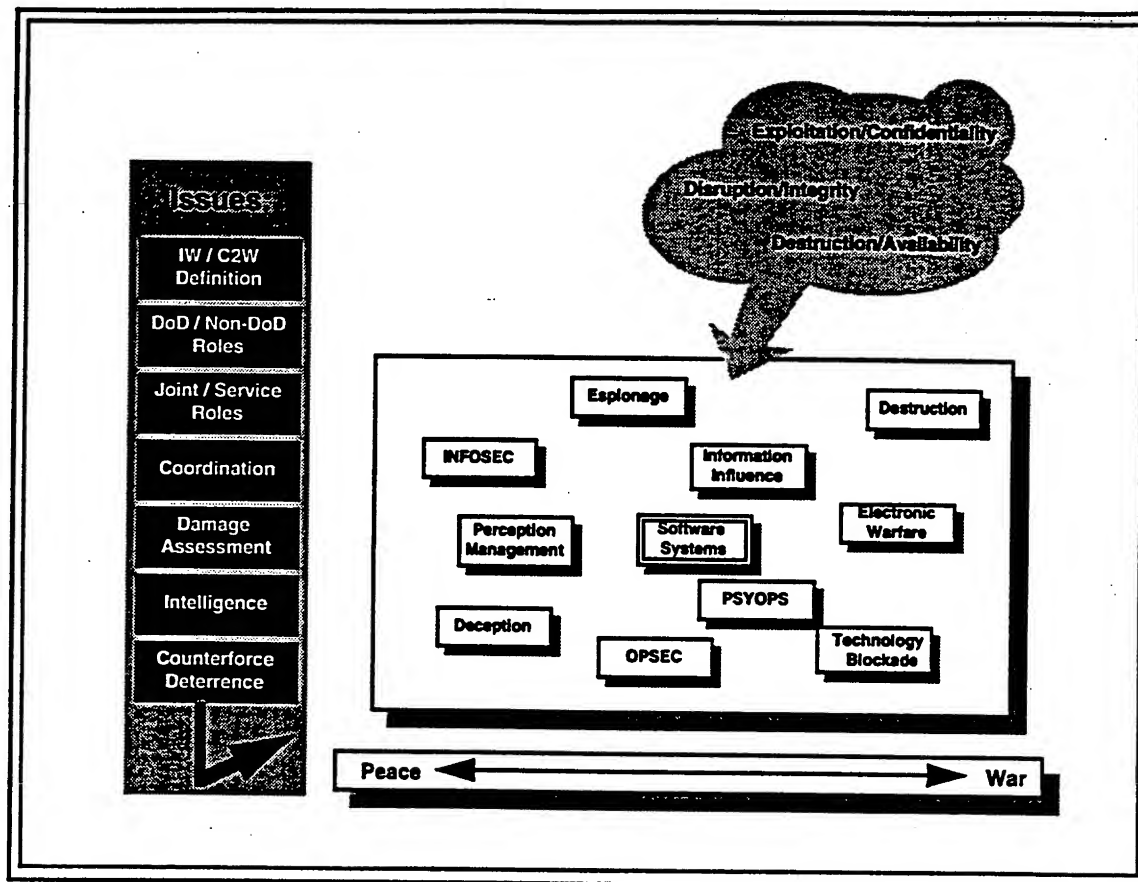 Issues
IW / C2W
Definition
DoD / Non-DoD
Roles
Joint / Service
Roles
Coordination
Damage
Assessment
Intelligence
Counterforce
Deterrence
Exploitation/Confidentiality
Disruption/Integrity
Destruction/Availability
Espionage
Destruction
INFOSEC
Information
Influence
Perception
Management
Software
Systems
Electronic
Warfare
PSYOPS
Deception
OPSEC
Technology
Blockade
Peace
War